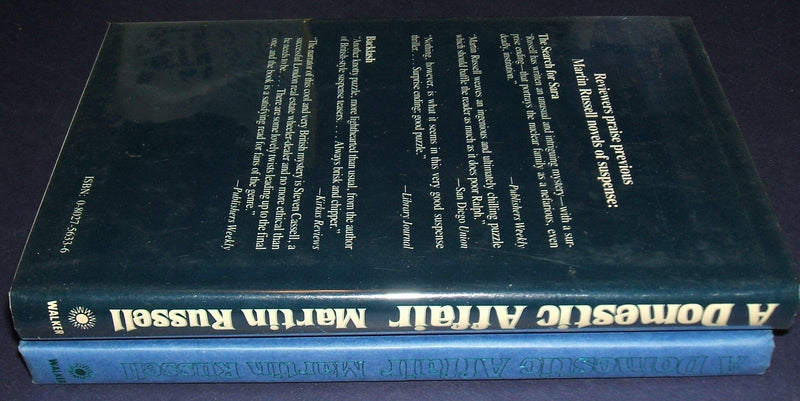 Reviewers praise previous
Martin Russell novels of suspense:
The Search for Sara
"Russell has written an unusual and intriguing mystery—with a sur-
prise ending—that portrays the nuclear family as a nefarious, even
deadly, institution."
—Publishers Weekly
"Martin Russell weaves an ingenious and ultimately chilling puzzle
which should baffle the reader as much as it does poor Ralph."
—San Diego Union
"Nothing, however, is what it seems in this very good suspense
thriller. . . . Surprise ending; good puzzle."
—Library Journal
Backlash
"Another knotty puzzle, more lighthearted than usual, from the author
of British-style suspense teasers. . . . Always brisk and chipper."
—Kirkus Reviews
"The narrator of this cool and very British mystery is Steven Cassell, a
successful London real estate wheeler-dealer and no more ethical than
he needs to be. . . . There are some lovely twists leading up to the final
one, and the book is a satisfying read for fans of the genre."
—Publishers Weekly
ISBN: 0-8027-5633-6
A Domestic Affair Martin Russell WALKER
A Domestic Affair Martin Russell WALKER